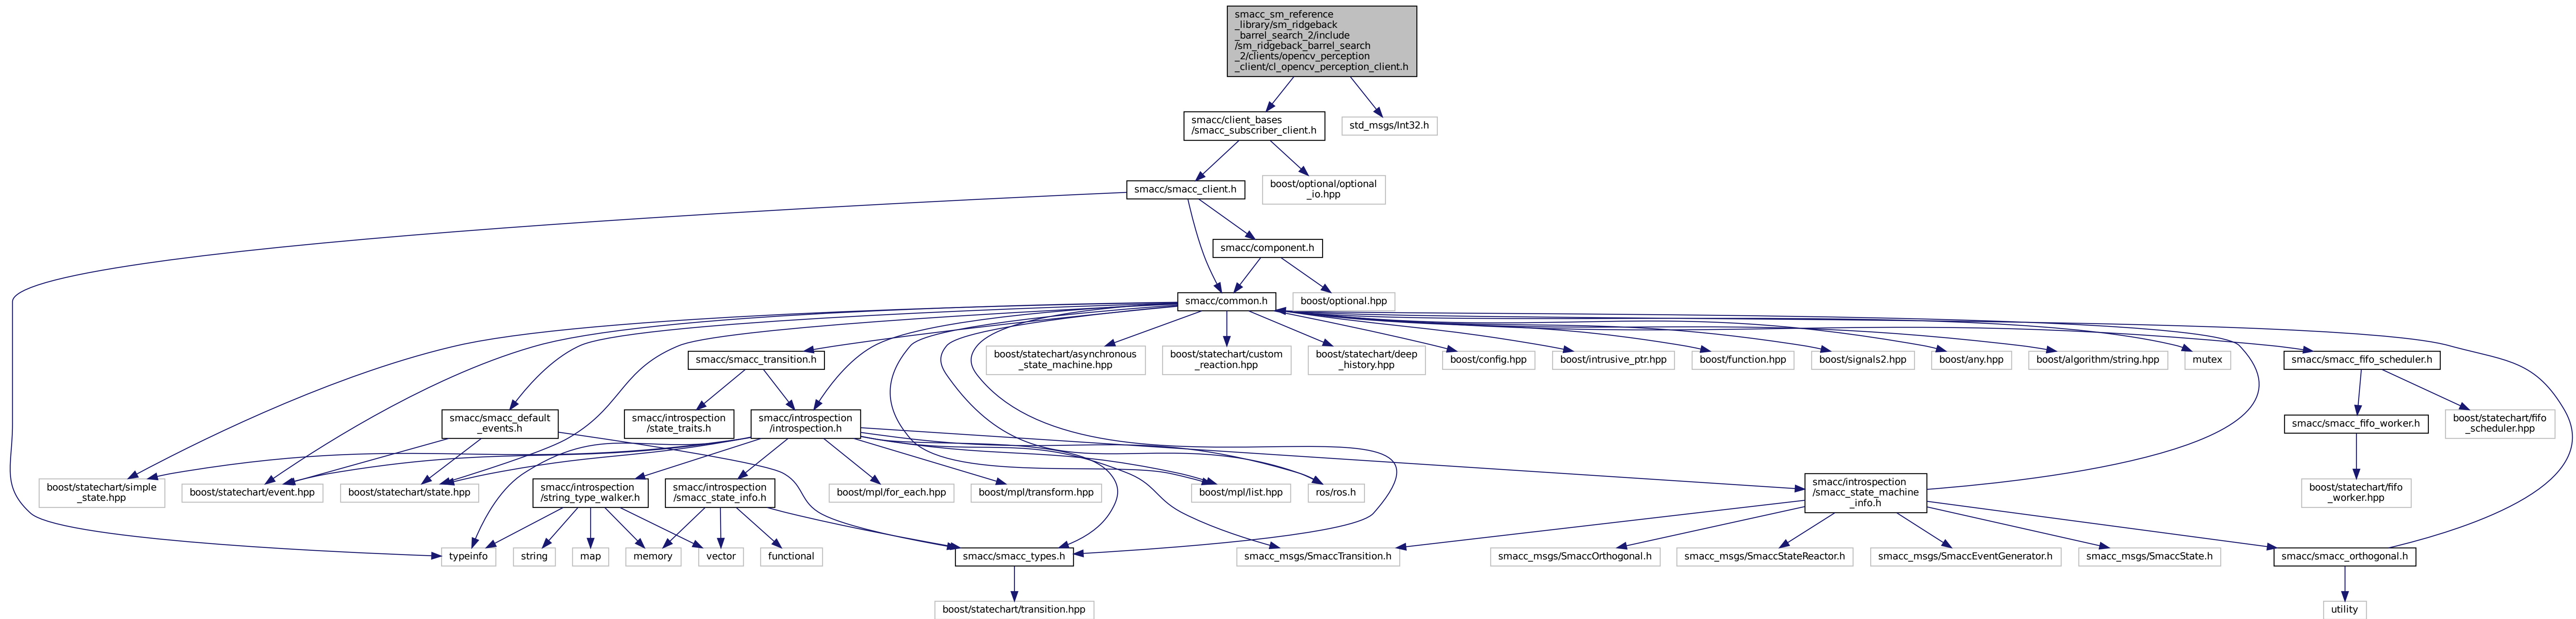 smacc_sm_reference
_library/sm_ridgeback
_barrel_search_2/include
/sm_ridgeback_barrel_search
_2/clients/opencv_perception
_client/cl_opencv_perception_client.h
smacc/client_bases
/smacc_subscriber_client.h
std_msgs/Int32.h
smacc/smacc_client.h
boost/optional/optional
_io.hpp
smacc/component.h
smacc/common.h
boost/optional.hpp
smacc/smacc_transition.h
boost/statechart/asynchronous
_state_machine.hpp
boost/statechart/custom
_reaction.hpp
boost/statechart/deep
_history.hpp
boost/config.hpp
boost/intrusive_ptr.hpp
boost/function.hpp
boost/signals2.hpp
boost/any.hpp
boost/algorithm/string.hpp
mutex
smacc/smacc_fifo_scheduler.h
smacc/smacc_default
_events.h
smacc/introspection
/state_traits.h
smacc/introspection
/introspection.h
smacc/smacc_fifo_worker.h
boost/statechart/fifo
_scheduler.hpp
boost/statechart/simple
_state.hpp
boost/statechart/event.hpp
boost/statechart/state.hpp
smacc/introspection
/string_type_walker.h
smacc/introspection
/smacc_state_info.h
boost/mpl/for_each.hpp
boost/mpl/transform.hpp
boost/mpl/list.hpp
ros/ros.h
smacc/introspection
/smacc_state_machine
_info.h
boost/statechart/fifo
_worker.hpp
typeinfo
string
map
memory
vector
functional
smacc/smacc_types.h
smacc_msgs/SmaccTransition.h
smacc_msgs/SmaccOrthogonal.h
smacc_msgs/SmaccStateReactor.h
smacc_msgs/SmaccEventGenerator.h
smacc_msgs/SmaccState.h
smacc/smacc_orthogonal.h
boost/statechart/transition.hpp
utility